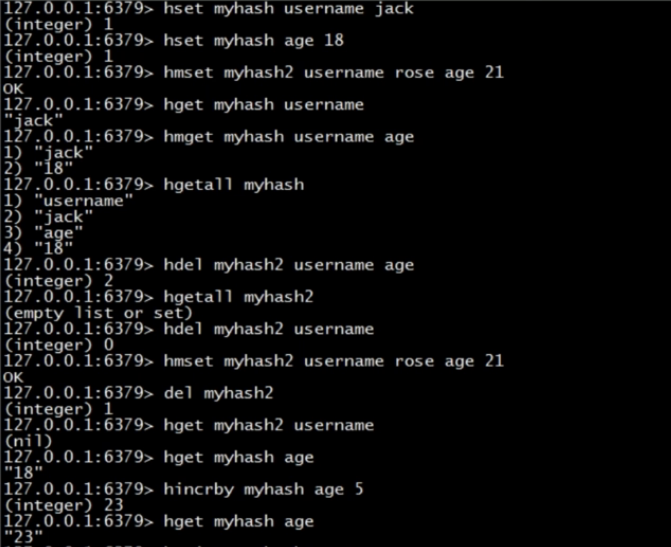 127.0.0.1:6379> hset myhash username jack
(integer) 1
127.0.0.1:6379> hset myhash age 18
(integer) 1
127.0.0.1:6379> hmset myhash2 username rose age 21
OK
127.0.0.1:6379> hget myhash username
"jack"
127.0.0.1:6379> hmget myhash username age
1) "jack"
2) "18"
127.0.0.1:6379> hgetall myhash
1) "username"
2) "jack"
3) "age"
4) "18"
127.0.0.1:6379> hdel myhash2 username age
(integer) 2
127.0.0.1:6379> hgetall myhash2
(empty list or set)
127.0.0.1:6379> hdel myhash2 username
(integer) 0
127.0.0.1:6379> hmset myhash2 username rose age 21
OK
127.0.0.1:6379> del myhash2
(integer) 1
127.0.0.1:6379> hget myhash2 username
(nil)
127.0.0.1:6379> hget myhash age
"18"
127.0.0.1:6379> hincrby myhash age 5
(integer) 23
127.0.0.1:6379> hget myhash age
"23"